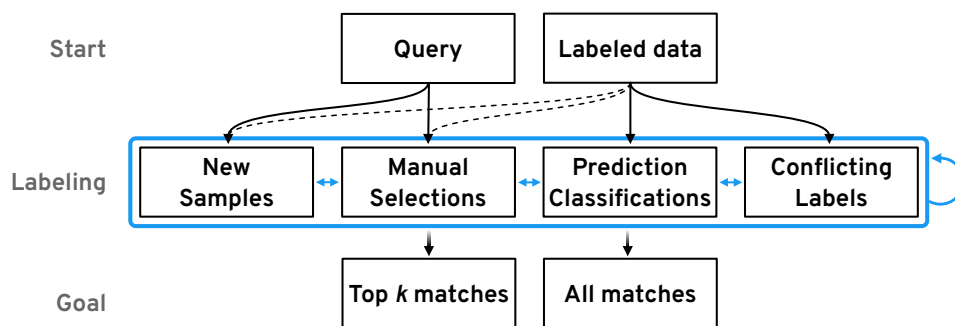 Start
Query
Labeled data
Labeling
New
Samples
Manual
Selections
Prediction
Classifications
Conflicting
Labels
Goal
Top k matches
All matches